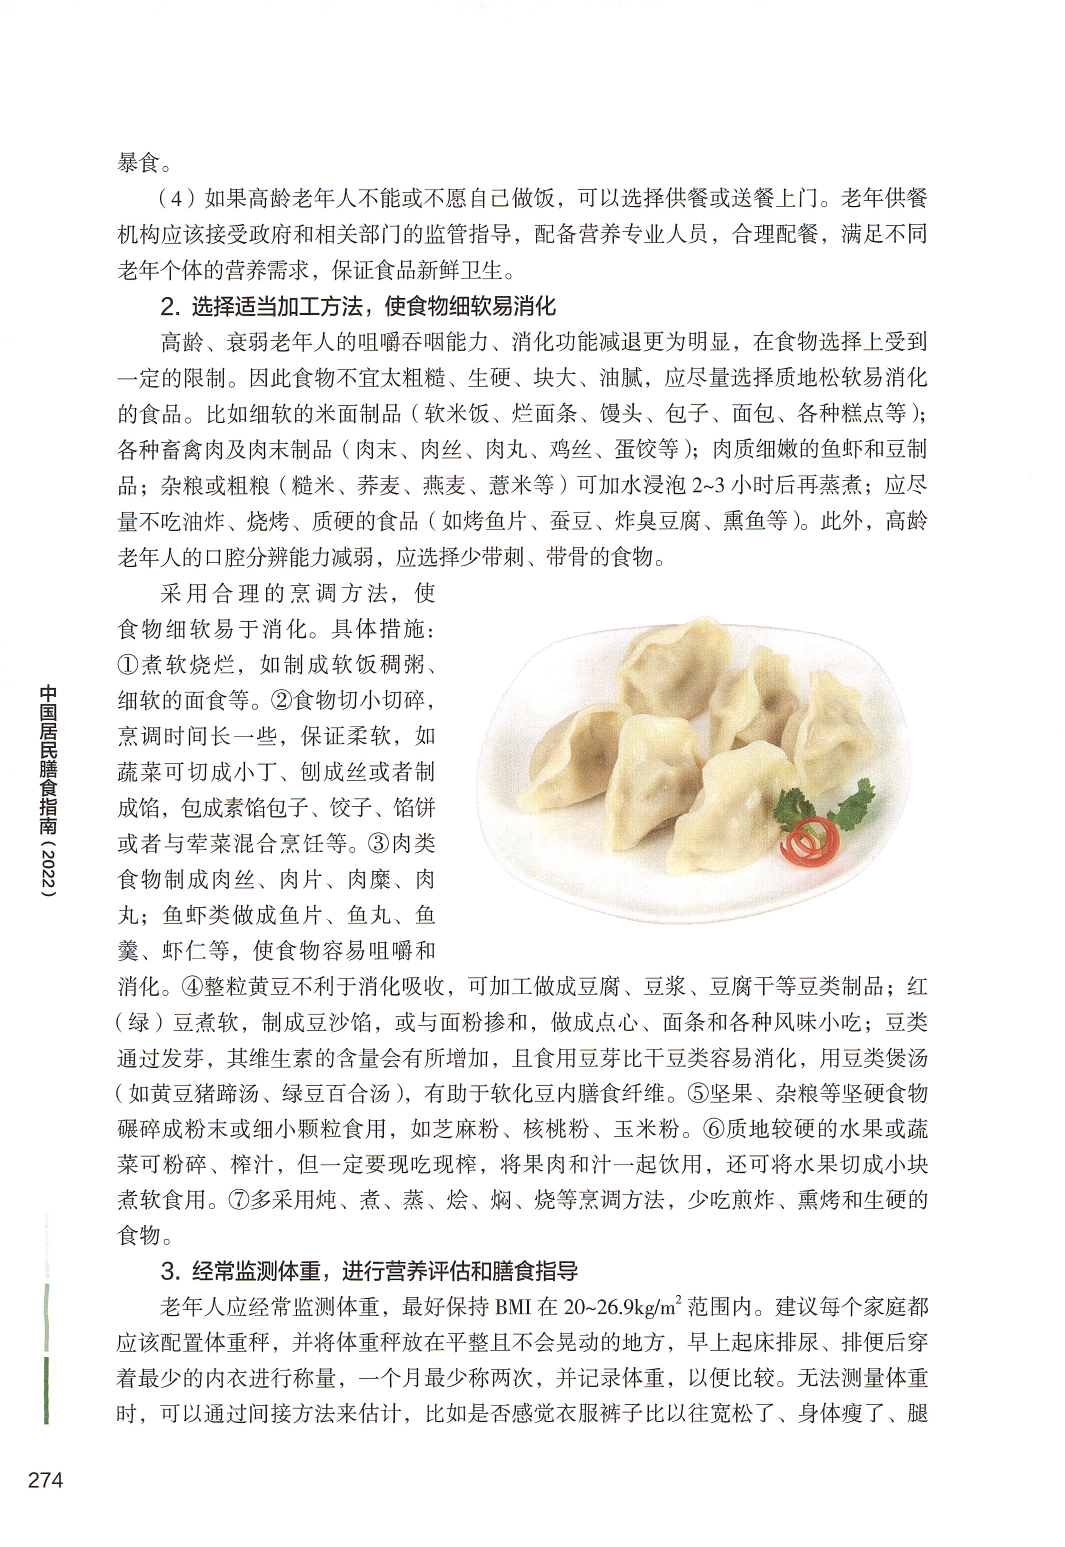 暴食。
（4）如果高龄老年人不能或不愿自己做饭，可以选择供餐或送餐上门。老年供餐
机构应该接受政府和相关部门的监管指导，配备营养专业人员，合理配餐，满足不同
老年个体的营养需求，保证食品新鲜卫生。
2. 选择适当加工方法，使食物细软易消化
高龄、衰弱老年人的咀嚼吞咽能力、消化功能减退更为明显，在食物选择上受到
一定的限制。因此食物不宜太粗糙、生硬、块大、油腻，应尽量选择质地松软易消化
的食品。比如细软的米面制品（软米饭、烂面条、馒头、包子、面包、各种糕点等）；
各种畜禽肉及肉末制品（肉末、肉丝、肉丸、鸡丝、蛋饺等）；肉质细嫩的鱼虾和豆制
品；杂粮或粗粮（糙米、荞麦、燕麦、薏米等）可加水浸泡 2~3 小时后再蒸煮；应尽
量不吃油炸、烧烤、质硬的食品（如烤鱼片、蚕豆、炸臭豆腐、熏鱼等）。此外，高龄
老年人的口腔分辨能力减弱，应选择少带刺、带骨的食物。
采用合理的烹调方法，使
食物细软易于消化。具体措施：
①煮软烧烂，如制成软饭稠粥、
细软的面食等。②食物切小切碎，
烹调时间长一些，保证柔软，如
蔬菜可切成小丁、刨成丝或者制
成馅，包成素馅包子、饺子、馅饼
或者与荤菜混合烹饪等。③肉类
食物制成肉丝、肉片、肉糜、肉
丸；鱼虾类做成鱼片、鱼丸、鱼
羹、虾仁等，使食物容易咀嚼和
消化。④整粒黄豆不利于消化吸收，可加工做成豆腐、豆浆、豆腐干等豆类制品；红
（绿）豆煮软，制成豆沙馅，或与面粉掺和，做成点心、面条和各种风味小吃；豆类
通过发芽，其维生素的含量会有所增加，且食用豆芽比干豆类容易消化，用豆类煲汤
（如黄豆猪蹄汤、绿豆百合汤），有助于软化豆内膳食纤维。⑤坚果、杂粮等坚硬食物
碾碎成粉末或细小颗粒食用，如芝麻粉、核桃粉、玉米粉。⑥质地较硬的水果或蔬
菜可粉碎、榨汁，但一定要现吃现榨，将果肉和汁一起饮用，还可将水果切成小块
煮软食用。⑦多采用炖、煮、蒸、烩、焖、烧等烹调方法，少吃煎炸、熏烤和生硬的
食物。
3. 经常监测体重，进行营养评估和膳食指导
老年人应经常监测体重，最好保持 BMI 在 20~26.9kg/m² 范围内。建议每个家庭都
应该配置体重秤，并将体重秤放在平整且不会晃动的地方，早上起床排尿、排便后穿
着最少的内衣进行称量，一个月最少称两次，并记录体重，以便比较。无法测量体重
时，可以通过间接方法来估计，比如是否感觉衣服裤子比以往宽松了、身体瘦了、腿
中国居民膳食指南（2022）
274